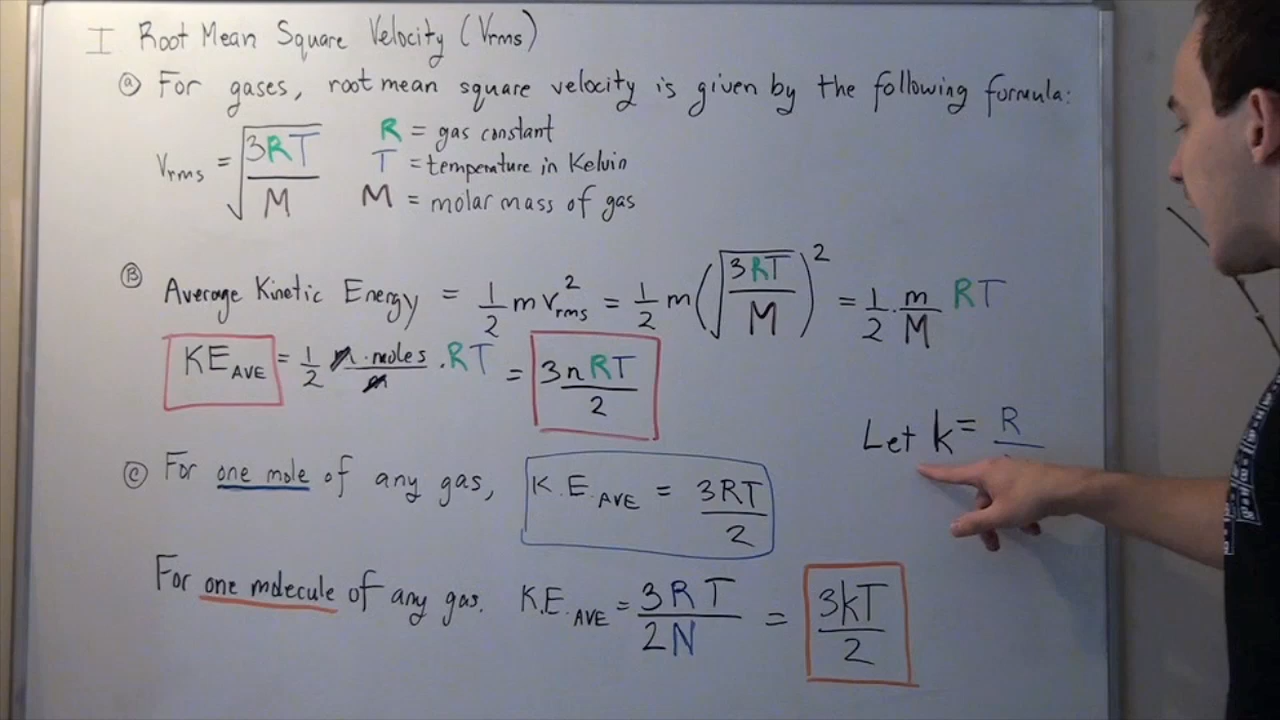 I Root Mean Square Velocity (Vrms)
Ⓐ For gases, root mean square velocity is given by the following formula:
Vrms = √(3RT/M)
R = gas constant
T = temperature in Kelvin
M = molar mass of gas
Ⓑ Average Kinetic Energy = 1/2 m Vrms² = 1/2 m (√(3RT/M))² = 1/2 · m/M RT
KE AVE = 1/2 m · moles/m · RT = 3nRT/2
Let k = R
Ⓒ For one mole of any gas, K.E. AVE = 3RT/2
For one molecule of any gas. K.E. AVE = 3RT/2N = 3kT/2